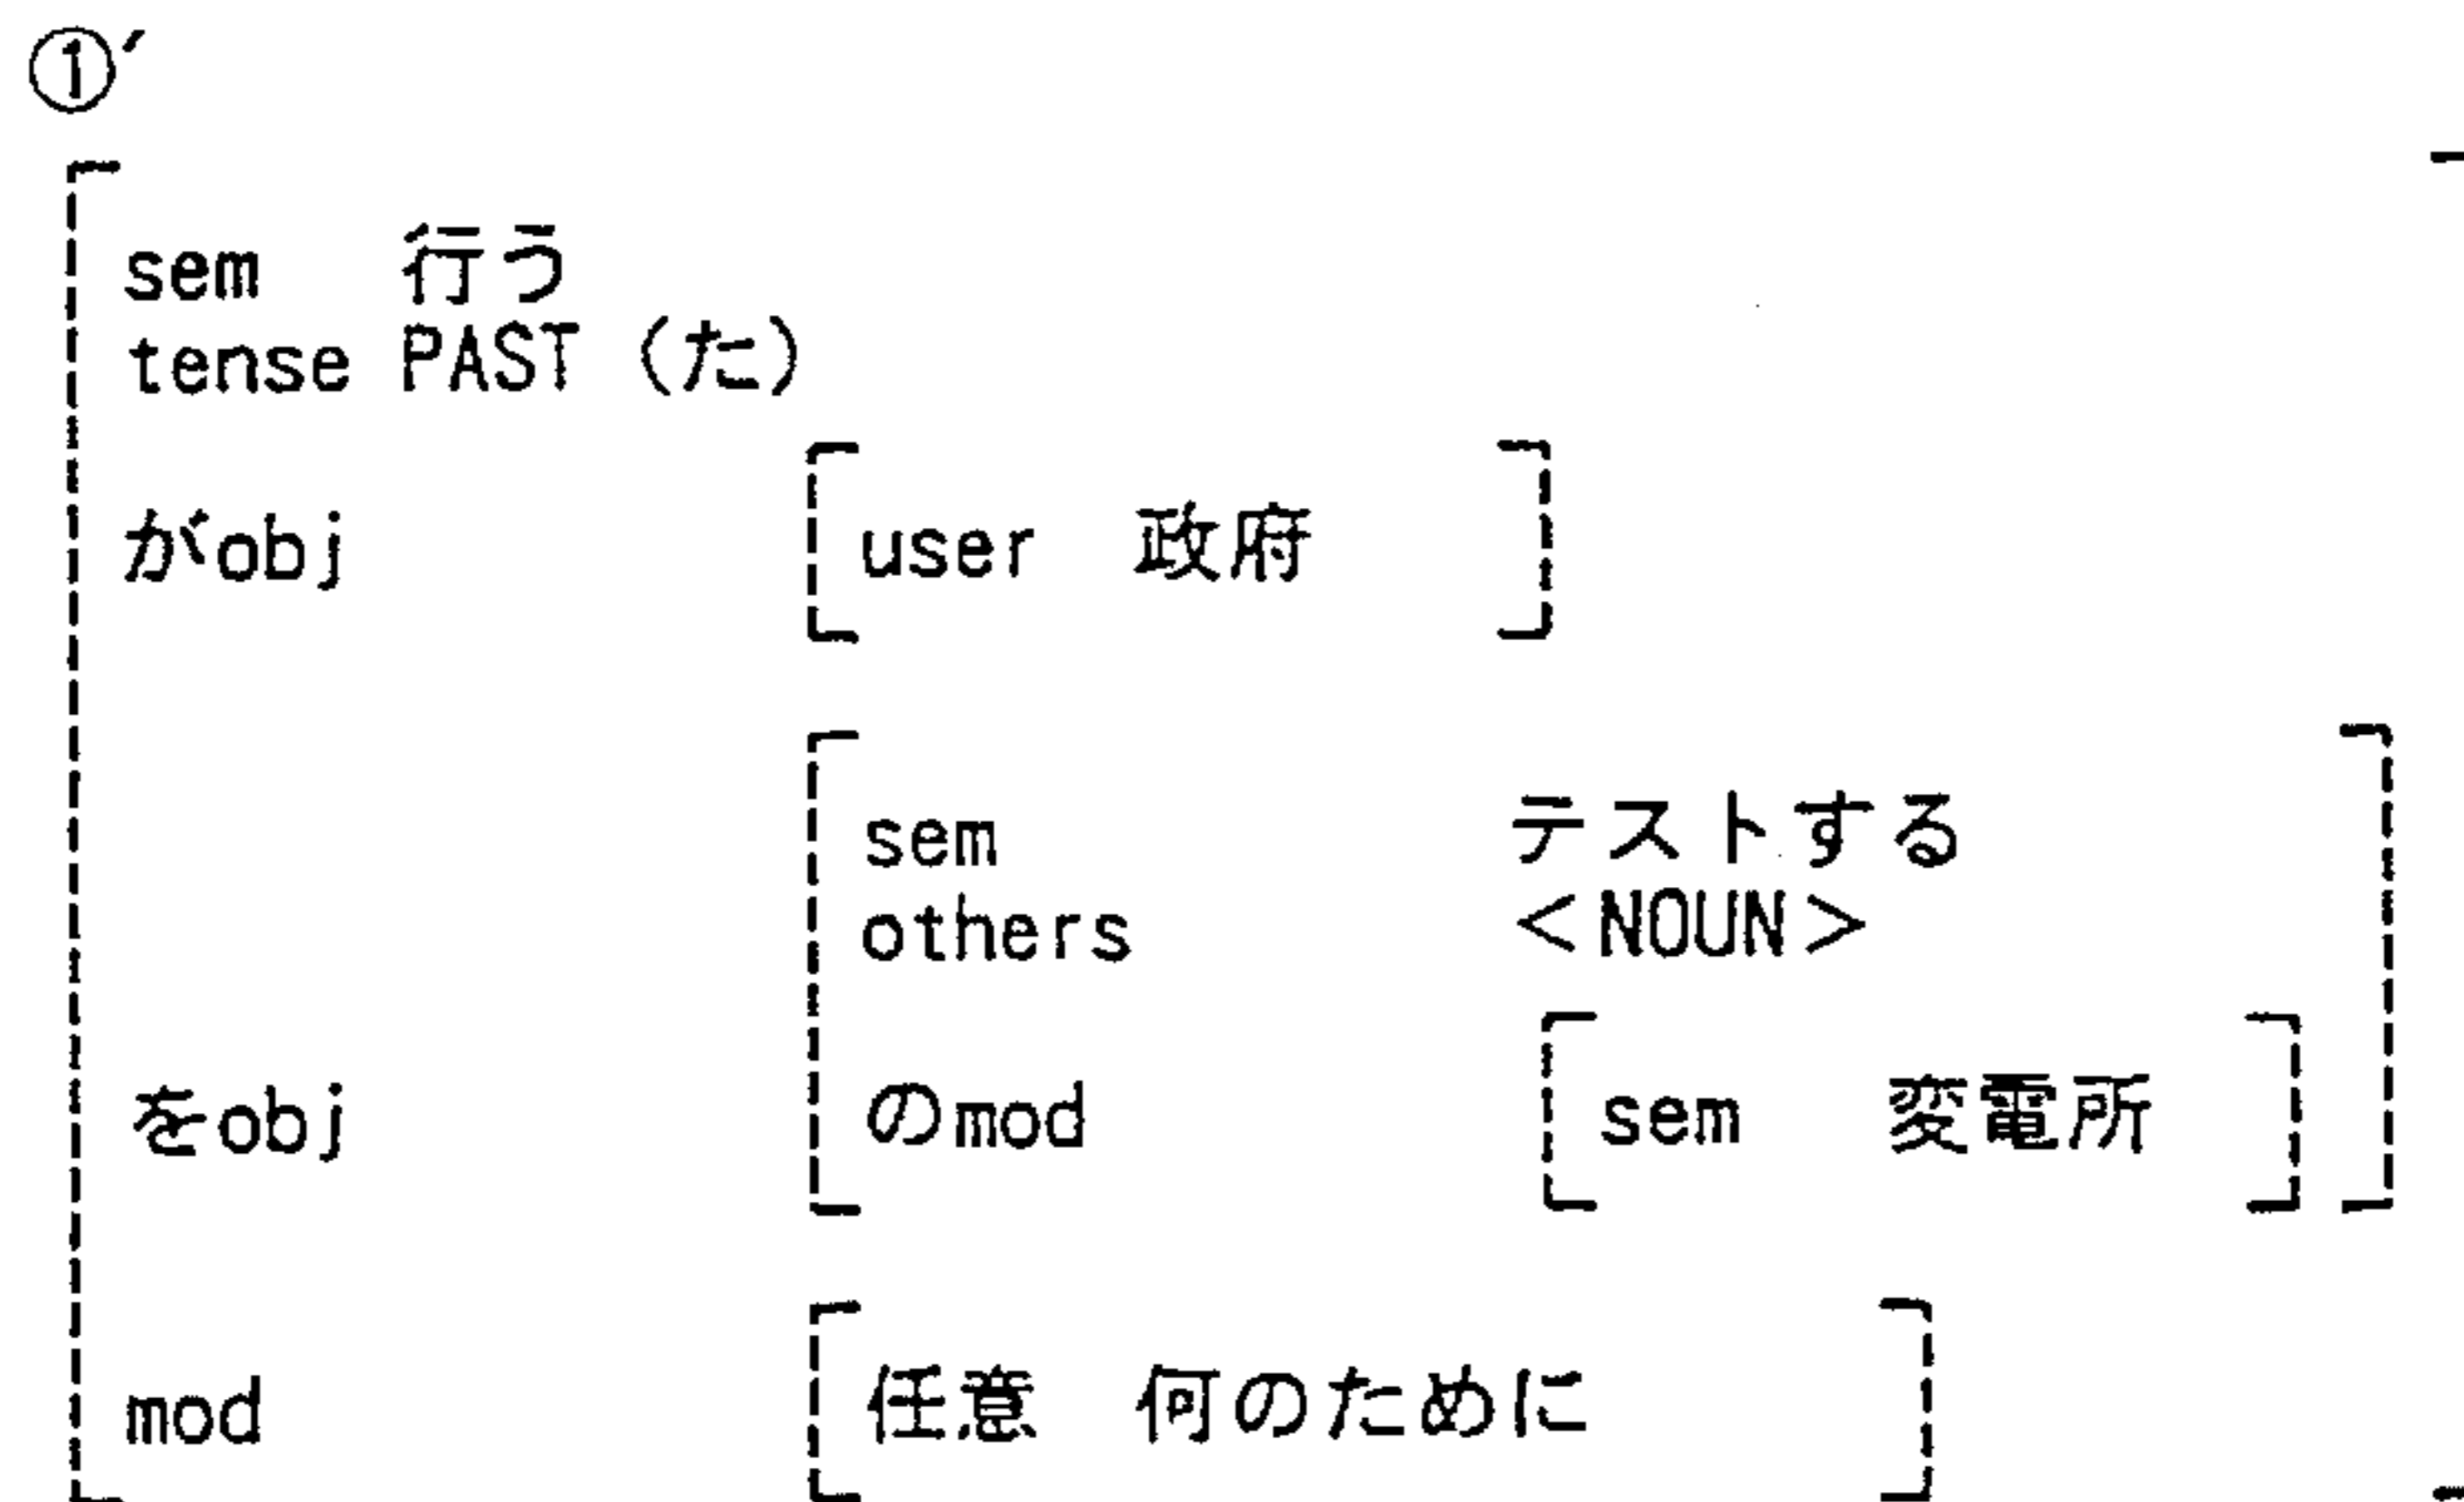 ①′
sem 行う
tense PAST (た)
がobj user 政府
sem テストする
others <NOUN>
をobj のmod sem 変電所
mod 任意 何のために